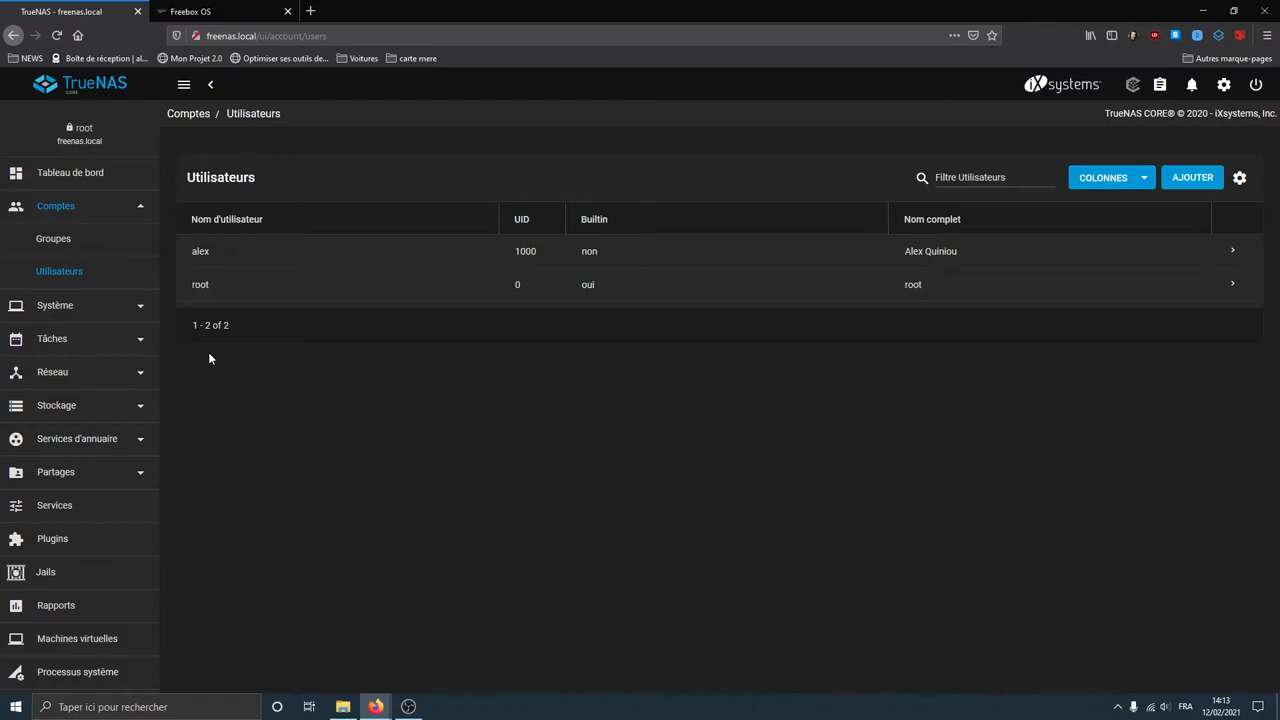 TrueNAS - freenas.local
Freebox OS
freenas.local/ui/account/users
NEWS
Boîte de réception | al...
Mon Projet 2.0
Optimiser ses outils de...
Voitures
carte mere
Autres marque-pages
TrueNAS
CORE
iXsystems
root
freenas.local
Comptes / Utilisateurs
TrueNAS CORE® © 2020 - iXsystems, Inc.
Tableau de bord
Comptes
Groupes
Utilisateurs
Système
Tâches
Réseau
Stockage
Services d'annuaire
Partages
Services
Plugins
Jails
Rapports
Machines virtuelles
Processus système
Utilisateurs
Filtre Utilisateurs
COLONNES
AJOUTER
Nom d'utilisateur UID Builtin Nom complet
alex 1000 non Alex Quiniou
root 0 oui root
1 - 2 of 2
Taper ici pour rechercher
FRA
14:13
12/02/2021